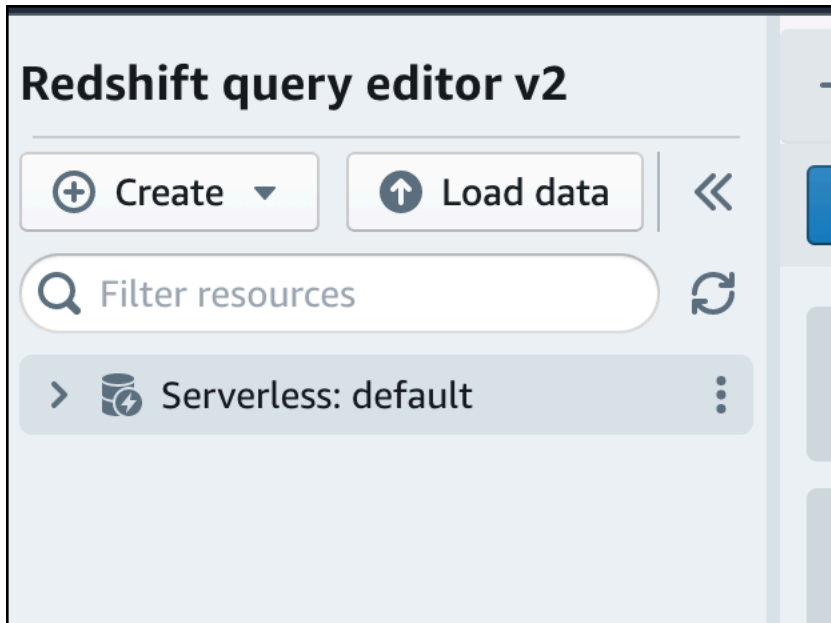 Redshift query editor v2
Create
Load data
Filter resources
Serverless: default